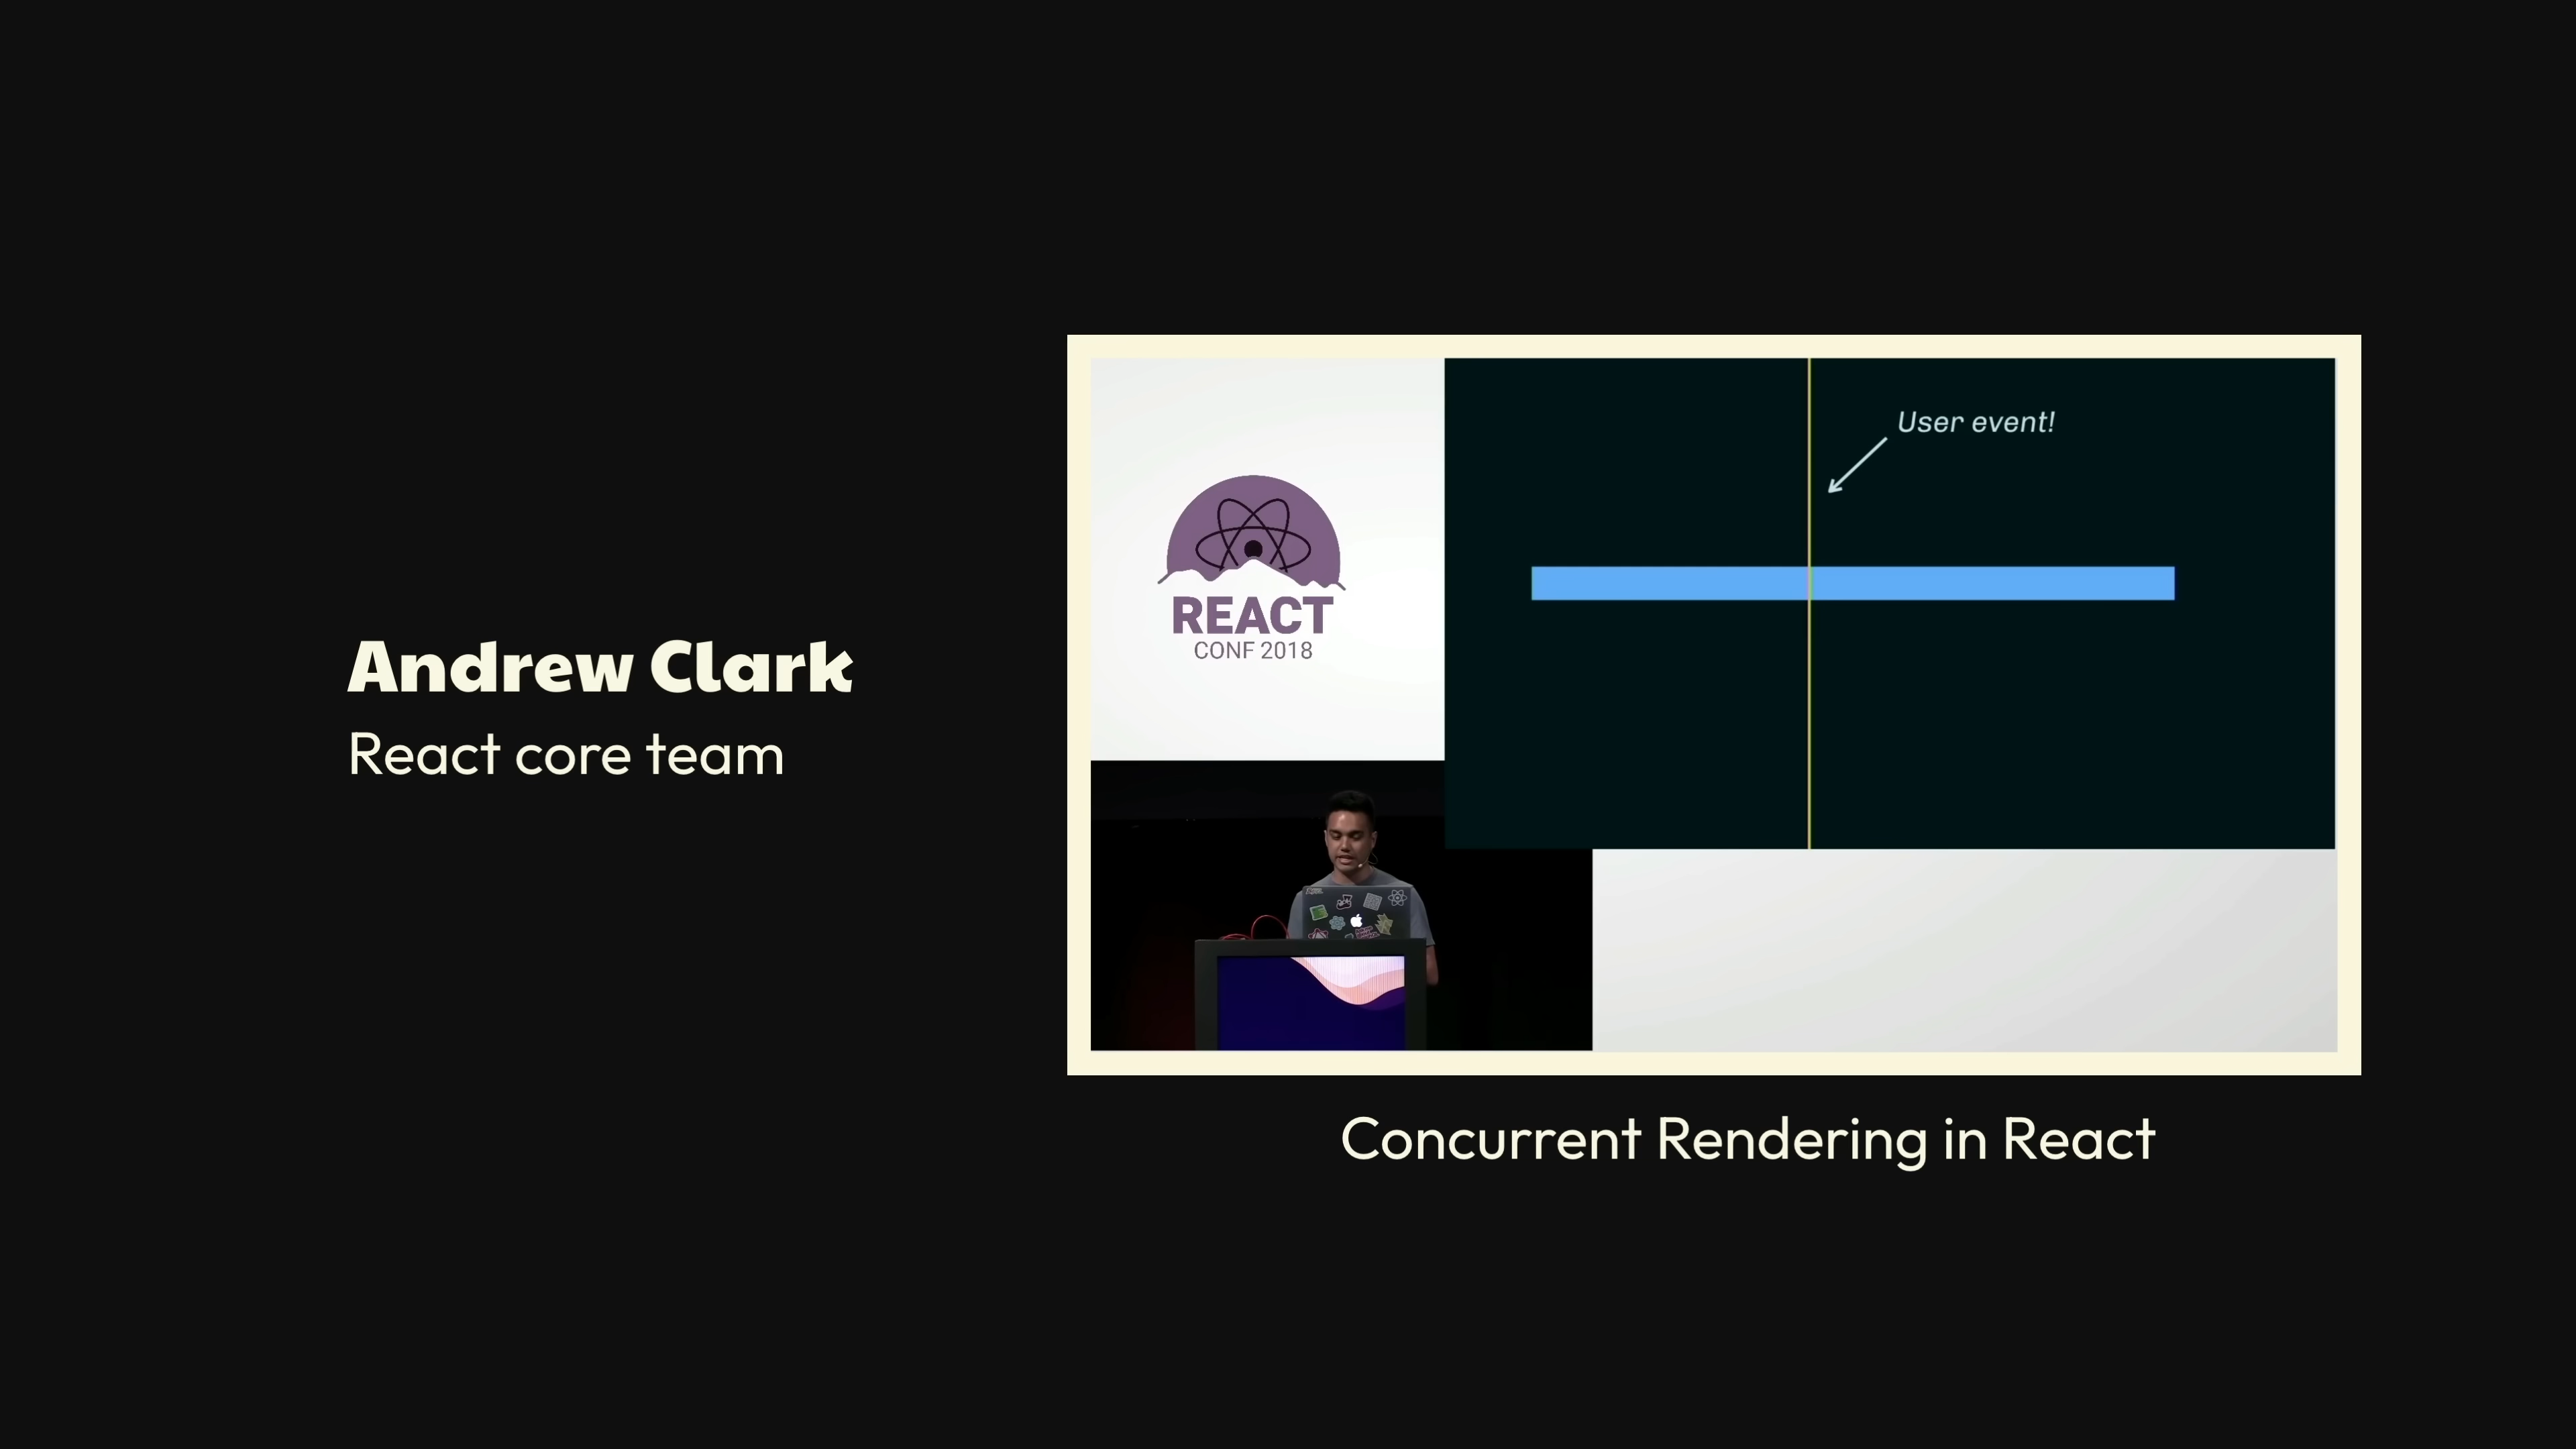 Andrew Clark
React core team
User event!
REACT
CONF 2018
Concurrent Rendering in React